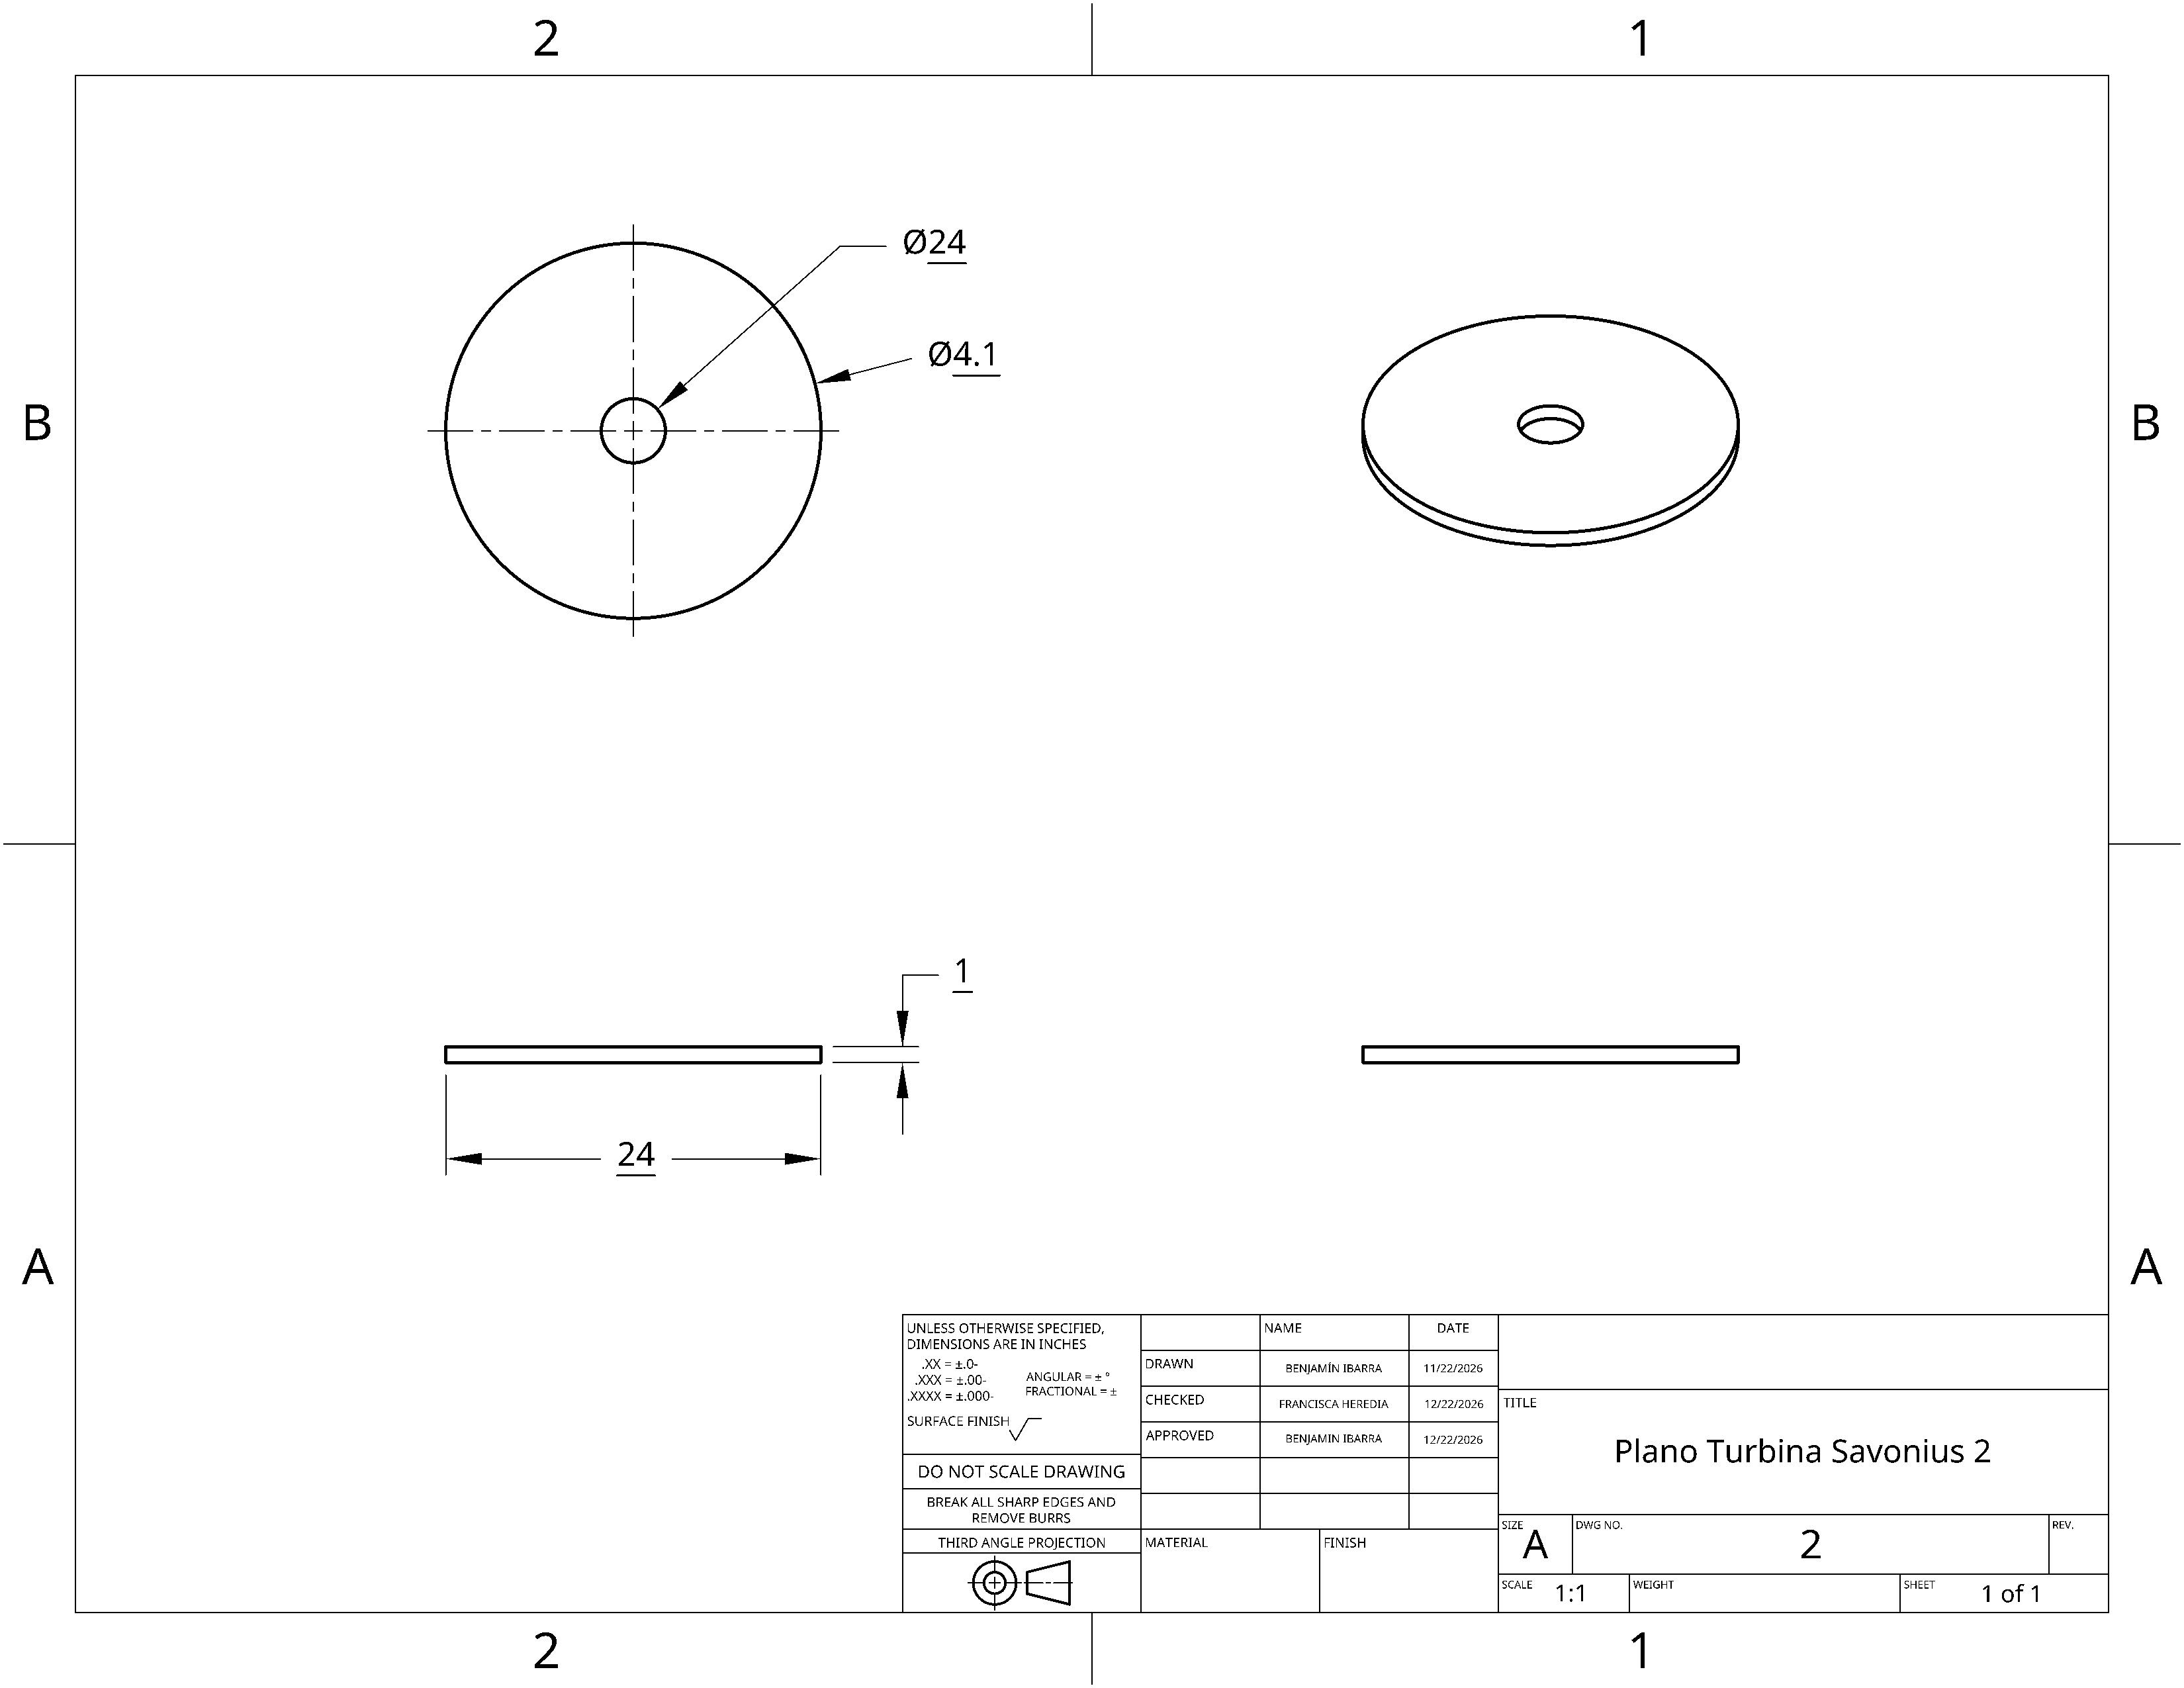 2 1
Ø24
Ø4.1
B B
1
24
A A
UNLESS OTHERWISE SPECIFIED,
DIMENSIONS ARE IN INCHES
.XX = ±.0-
.XXX = ±.00-
.XXXX = ±.000-
ANGULAR = ± °
FRACTIONAL = ±
SURFACE FINISH
DO NOT SCALE DRAWING
BREAK ALL SHARP EDGES AND
REMOVE BURRS
THIRD ANGLE PROJECTION
NAME DATE
DRAWN BENJAMÍN IBARRA 11/22/2026
CHECKED FRANCISCA HEREDIA 12/22/2026
APPROVED BENJAMIN IBARRA 12/22/2026
MATERIAL FINISH
TITLE
Plano Turbina Savonius 2
SIZE A DWG NO. 2 REV.
SCALE 1:1 WEIGHT SHEET 1 of 1
2 1